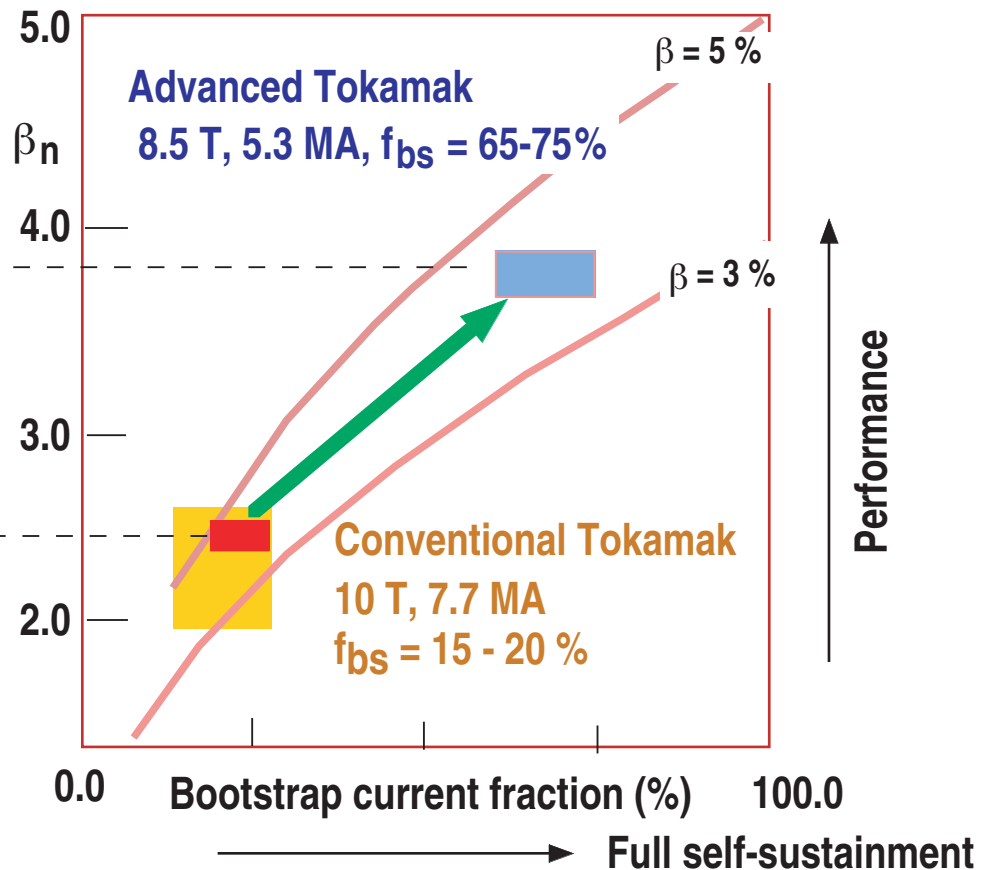 5.0
β = 5 %
Advanced Tokamak
βn
8.5 T, 5.3 MA, fbs = 65-75%
4.0
β = 3 %
3.0
Performance
Conventional Tokamak
10 T, 7.7 MA
2.0
fbs = 15 - 20 %
0.0
Bootstrap current fraction (%)
100.0
Full self-sustainment